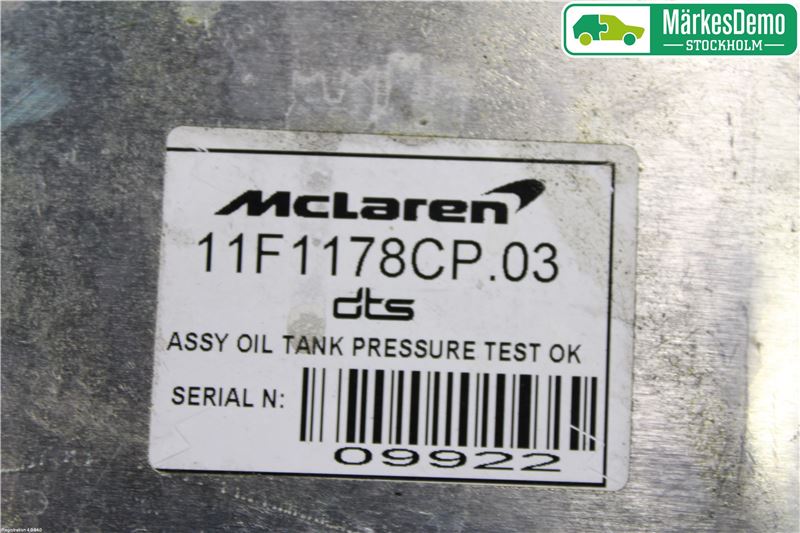 MärkesDemo
STOCKHOLM
McLaren
11F1178CP.03
dts
ASSY OIL TANK PRESSURE TEST OK
SERIAL N:
09922